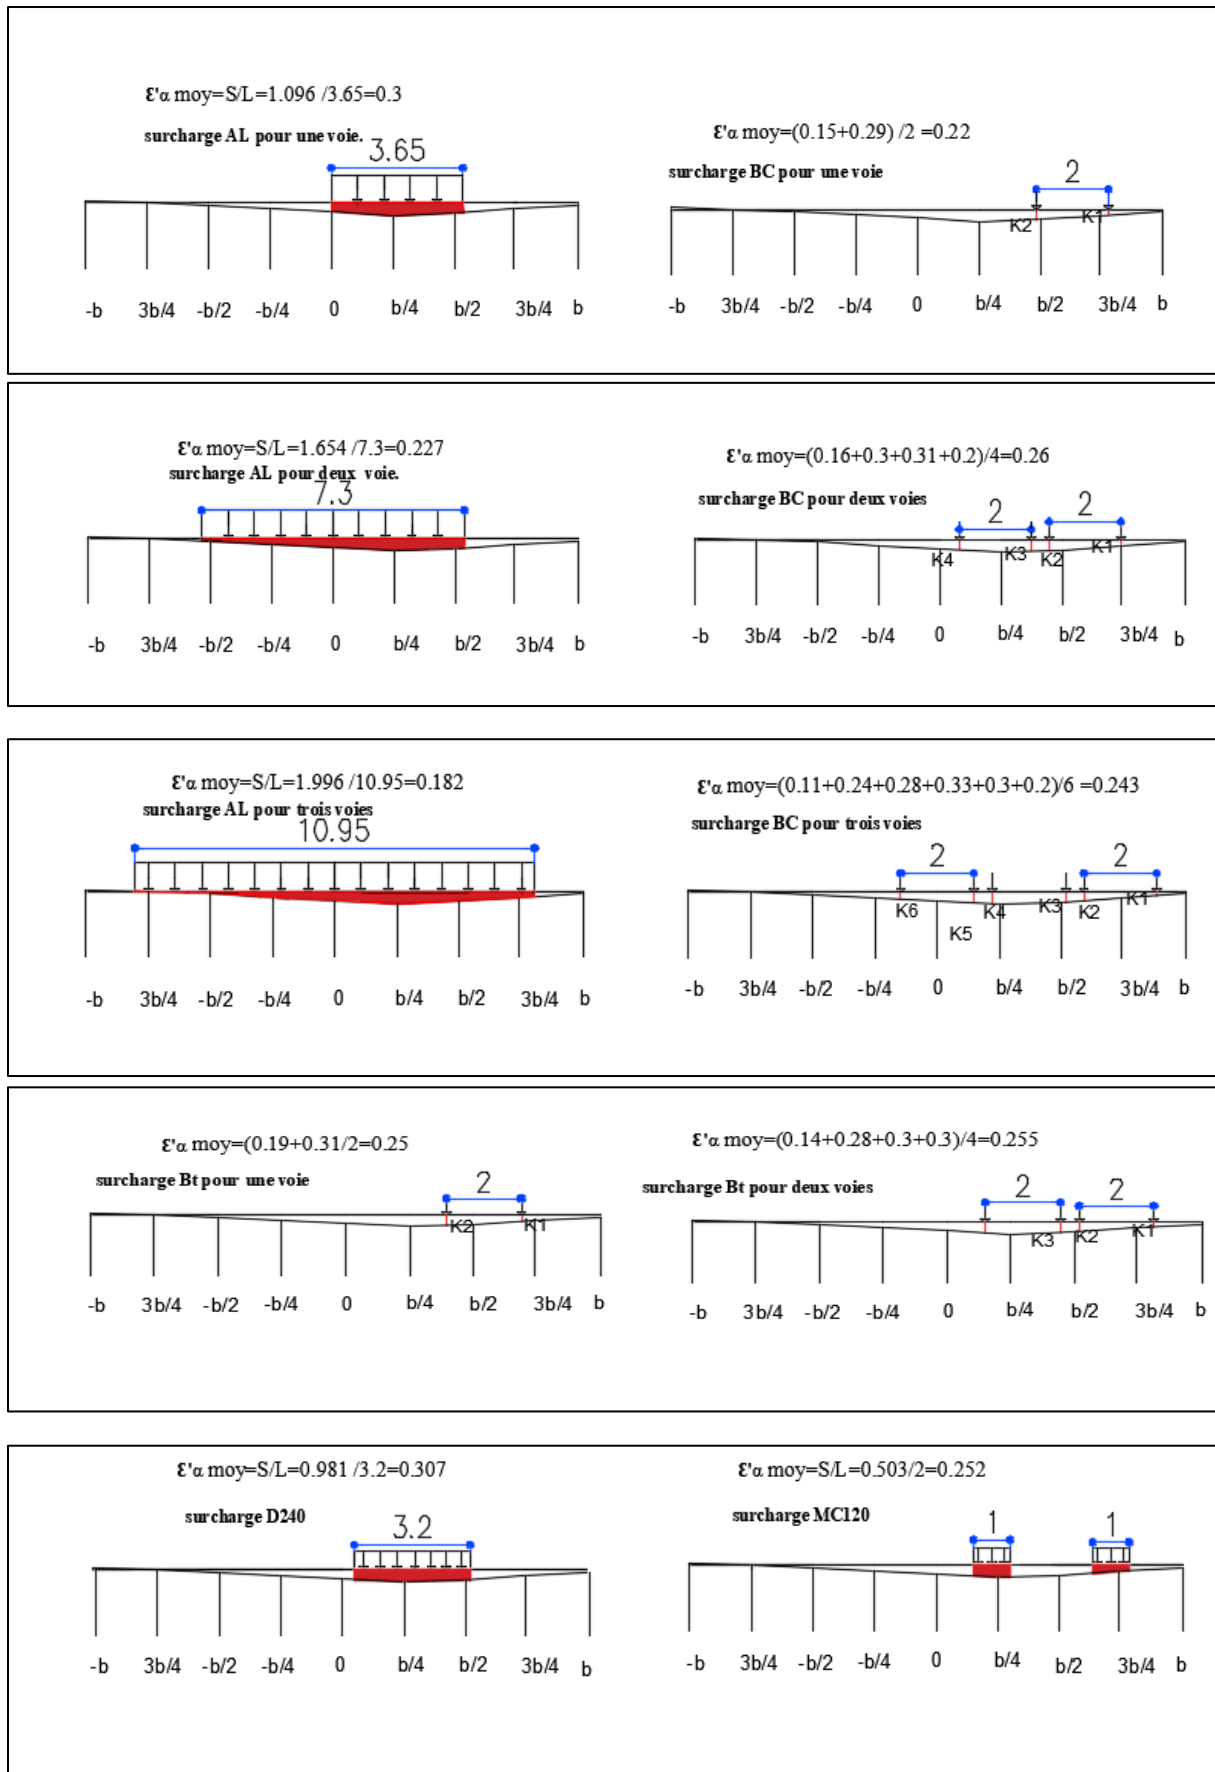 Ɛ'α moy=S/L=1.096 /3.65=0.3
surcharge AL pour une voie.
3.65
-b 3b/4 -b/2 -b/4 0 b/4 b/2 3b/4 b
Ɛ'α moy=(0.15+0.29) /2 =0.22
surcharge BC pour une voie
2
K2 K1
-b 3b/4 -b/2 -b/4 0 b/4 b/2 3b/4 b
Ɛ'α moy=S/L=1.654 /7.3=0.227
surcharge AL pour deux voie.
7.3
-b 3b/4 -b/2 -b/4 0 b/4 b/2 3b/4 b
Ɛ'α moy=(0.16+0.3+0.31+0.2)/4=0.26
surcharge BC pour deux voies
2 2
K4 K3 K2 K1
-b 3b/4 -b/2 -b/4 0 b/4 b/2 3b/4 b
Ɛ'α moy=S/L=1.996 /10.95=0.182
surcharge AL pour trois voies
10.95
-b 3b/4 -b/2 -b/4 0 b/4 b/2 3b/4 b
Ɛ'α moy=(0.11+0.24+0.28+0.33+0.3+0.2)/6 =0.243
surcharge BC pour trois voies
2 2
K6 K4 K3 K2 K1
K5
-b 3b/4 -b/2 -b/4 0 b/4 b/2 3b/4 b
Ɛ'α moy=(0.19+0.31/2=0.25
surcharge Bt pour une voie
2
K2 K1
-b 3b/4 -b/2 -b/4 0 b/4 b/2 3b/4 b
Ɛ'α moy=(0.14+0.28+0.3+0.3)/4=0.255
surcharge Bt pour deux voies
2 2
K3 K2 K1
-b 3b/4 -b/2 -b/4 0 b/4 b/2 3b/4 b
Ɛ'α moy=S/L=0.981 /3.2=0.307
surcharge D240
3.2
-b 3b/4 -b/2 -b/4 0 b/4 b/2 3b/4 b
Ɛ'α moy=S/L=0.503/2=0.252
surcharge MC120
1 1
-b 3b/4 -b/2 -b/4 0 b/4 b/2 3b/4 b